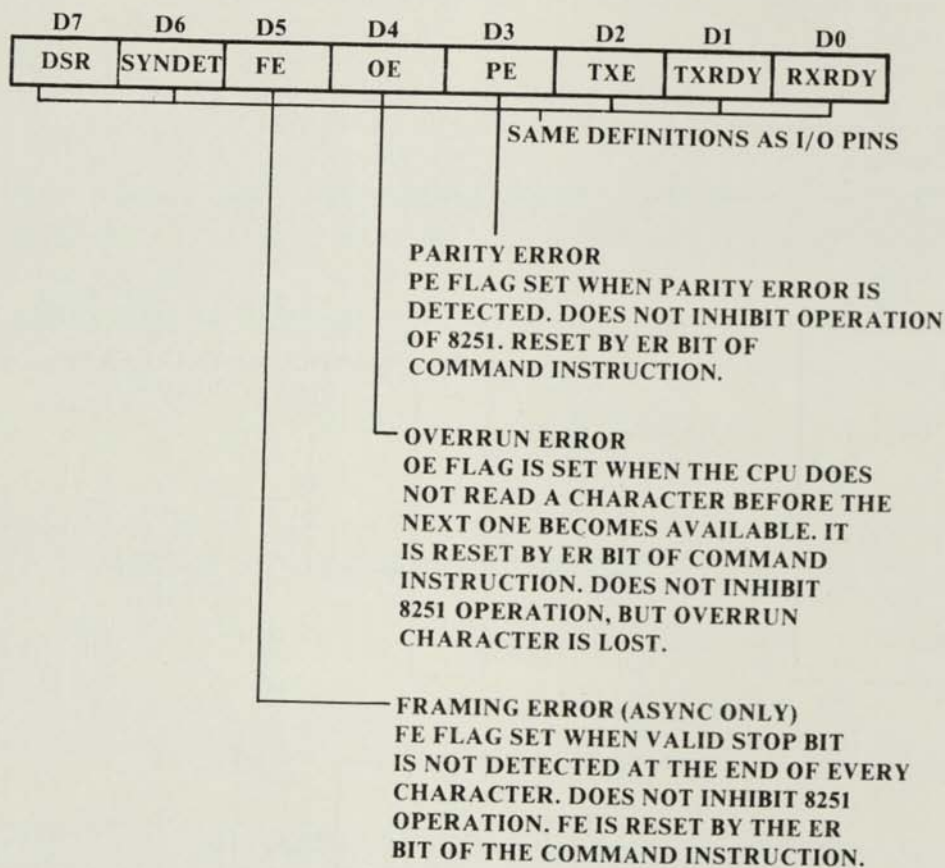 D7 D6 D5 D4 D3 D2 D1 D0
DSR SYNDET FE OE PE TXE TXRDY RXRDY
SAME DEFINITIONS AS I/O PINS
PARITY ERROR
PE FLAG SET WHEN PARITY ERROR IS
DETECTED. DOES NOT INHIBIT OPERATION
OF 8251. RESET BY ER BIT OF
COMMAND INSTRUCTION.
OVERRUN ERROR
OE FLAG IS SET WHEN THE CPU DOES
NOT READ A CHARACTER BEFORE THE
NEXT ONE BECOMES AVAILABLE. IT
IS RESET BY ER BIT OF COMMAND
INSTRUCTION. DOES NOT INHIBIT
8251 OPERATION, BUT OVERRUN
CHARACTER IS LOST.
FRAMING ERROR (ASYNC ONLY)
FE FLAG SET WHEN VALID STOP BIT
IS NOT DETECTED AT THE END OF EVERY
CHARACTER. DOES NOT INHIBIT 8251
OPERATION. FE IS RESET BY THE ER
BIT OF THE COMMAND INSTRUCTION.